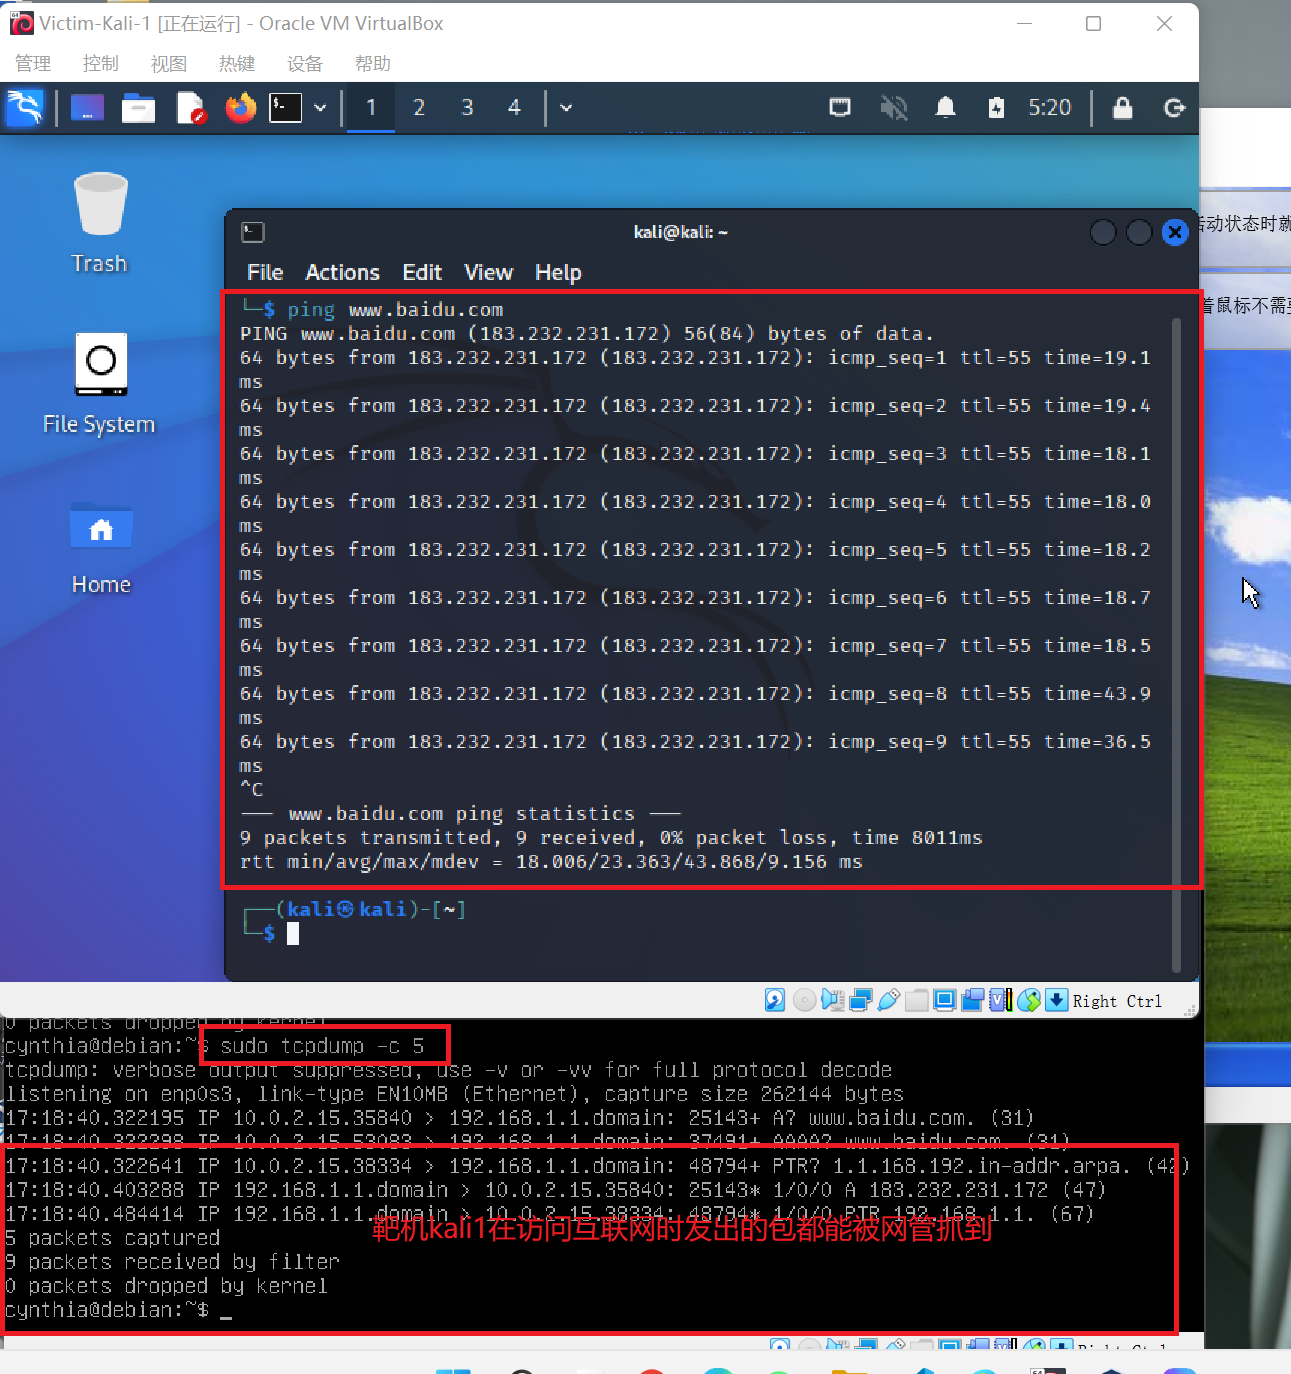 Victim-Kali-1 [正在运行] - Oracle VM VirtualBox
管理 控制 视图 热键 设备 帮助
1 2 3 4 5:20
Trash
File System
Home
kali@kali: ~
File Actions Edit View Help
└─$ ping www.baidu.com
PING www.baidu.com (183.232.231.172) 56(84) bytes of data.
64 bytes from 183.232.231.172 (183.232.231.172): icmp_seq=1 ttl=55 time=19.1
ms
64 bytes from 183.232.231.172 (183.232.231.172): icmp_seq=2 ttl=55 time=19.4
ms
64 bytes from 183.232.231.172 (183.232.231.172): icmp_seq=3 ttl=55 time=18.1
ms
64 bytes from 183.232.231.172 (183.232.231.172): icmp_seq=4 ttl=55 time=18.0
ms
64 bytes from 183.232.231.172 (183.232.231.172): icmp_seq=5 ttl=55 time=18.2
ms
64 bytes from 183.232.231.172 (183.232.231.172): icmp_seq=6 ttl=55 time=18.7
ms
64 bytes from 183.232.231.172 (183.232.231.172): icmp_seq=7 ttl=55 time=18.5
ms
64 bytes from 183.232.231.172 (183.232.231.172): icmp_seq=8 ttl=55 time=43.9
ms
64 bytes from 183.232.231.172 (183.232.231.172): icmp_seq=9 ttl=55 time=36.5
ms
^C
--- www.baidu.com ping statistics ---
9 packets transmitted, 9 received, 0% packet loss, time 8011ms
rtt min/avg/max/mdev = 18.006/23.363/43.868/9.156 ms
┌──(kali㉿kali)-[~]
└─$
Right Ctrl
动状态时就
着鼠标不需要
0 packets dropped by kernel
cynthia@debian:~$ sudo tcpdump -c 5
tcpdump: verbose output suppressed, use -v or -vv for full protocol decode
listening on enp0s3, link-type EN10MB (Ethernet), capture size 262144 bytes
17:18:40.322195 IP 10.0.2.15.35840 > 192.168.1.1.domain: 25143+ A? www.baidu.com. (31)
17:18:40.322298 IP 10.0.2.15.53083 > 192.168.1.1.domain: 37491+ AAAA? www.baidu.com. (31)
17:18:40.322641 IP 10.0.2.15.38334 > 192.168.1.1.domain: 48794+ PTR? 1.1.168.192.in-addr.arpa. (42)
17:18:40.403288 IP 192.168.1.1.domain > 10.0.2.15.35840: 25143* 1/0/0 A 183.232.231.172 (47)
17:18:40.484414 IP 192.168.1.1.domain > 10.0.2.15.38334: 48794* 1/0/0 PTR 192.168.1.1. (67)
靶机kali1在访问互联网时发出的包都能被网管抓到
5 packets captured
9 packets received by filter
0 packets dropped by kernel
cynthia@debian:~$ _
Right Ctrl